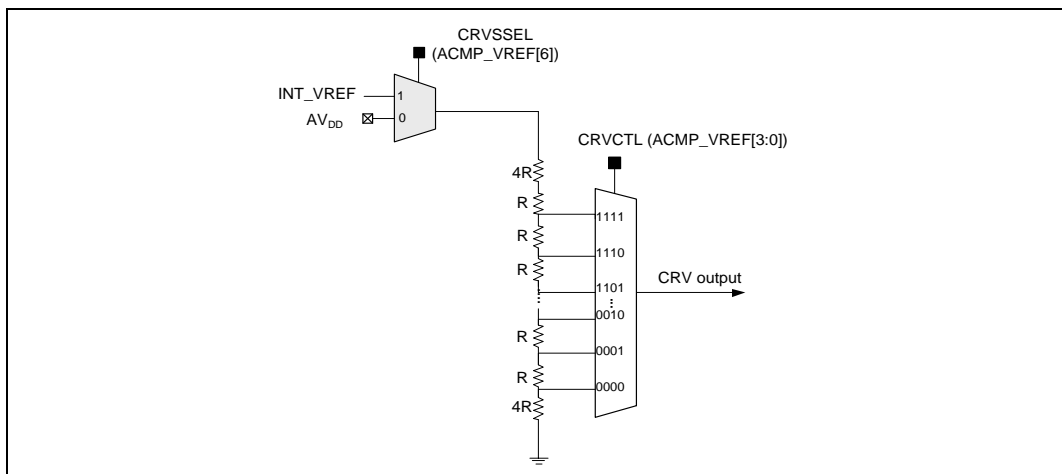 CRVSSEL
(ACMP_VREF[6])
INT_VREF
1
AVDD
0
CRVCTL (ACMP_VREF[3:0])
4R
R
1111
R
1110
R
1101
CRV output
0010
R
0001
R
0000
4R